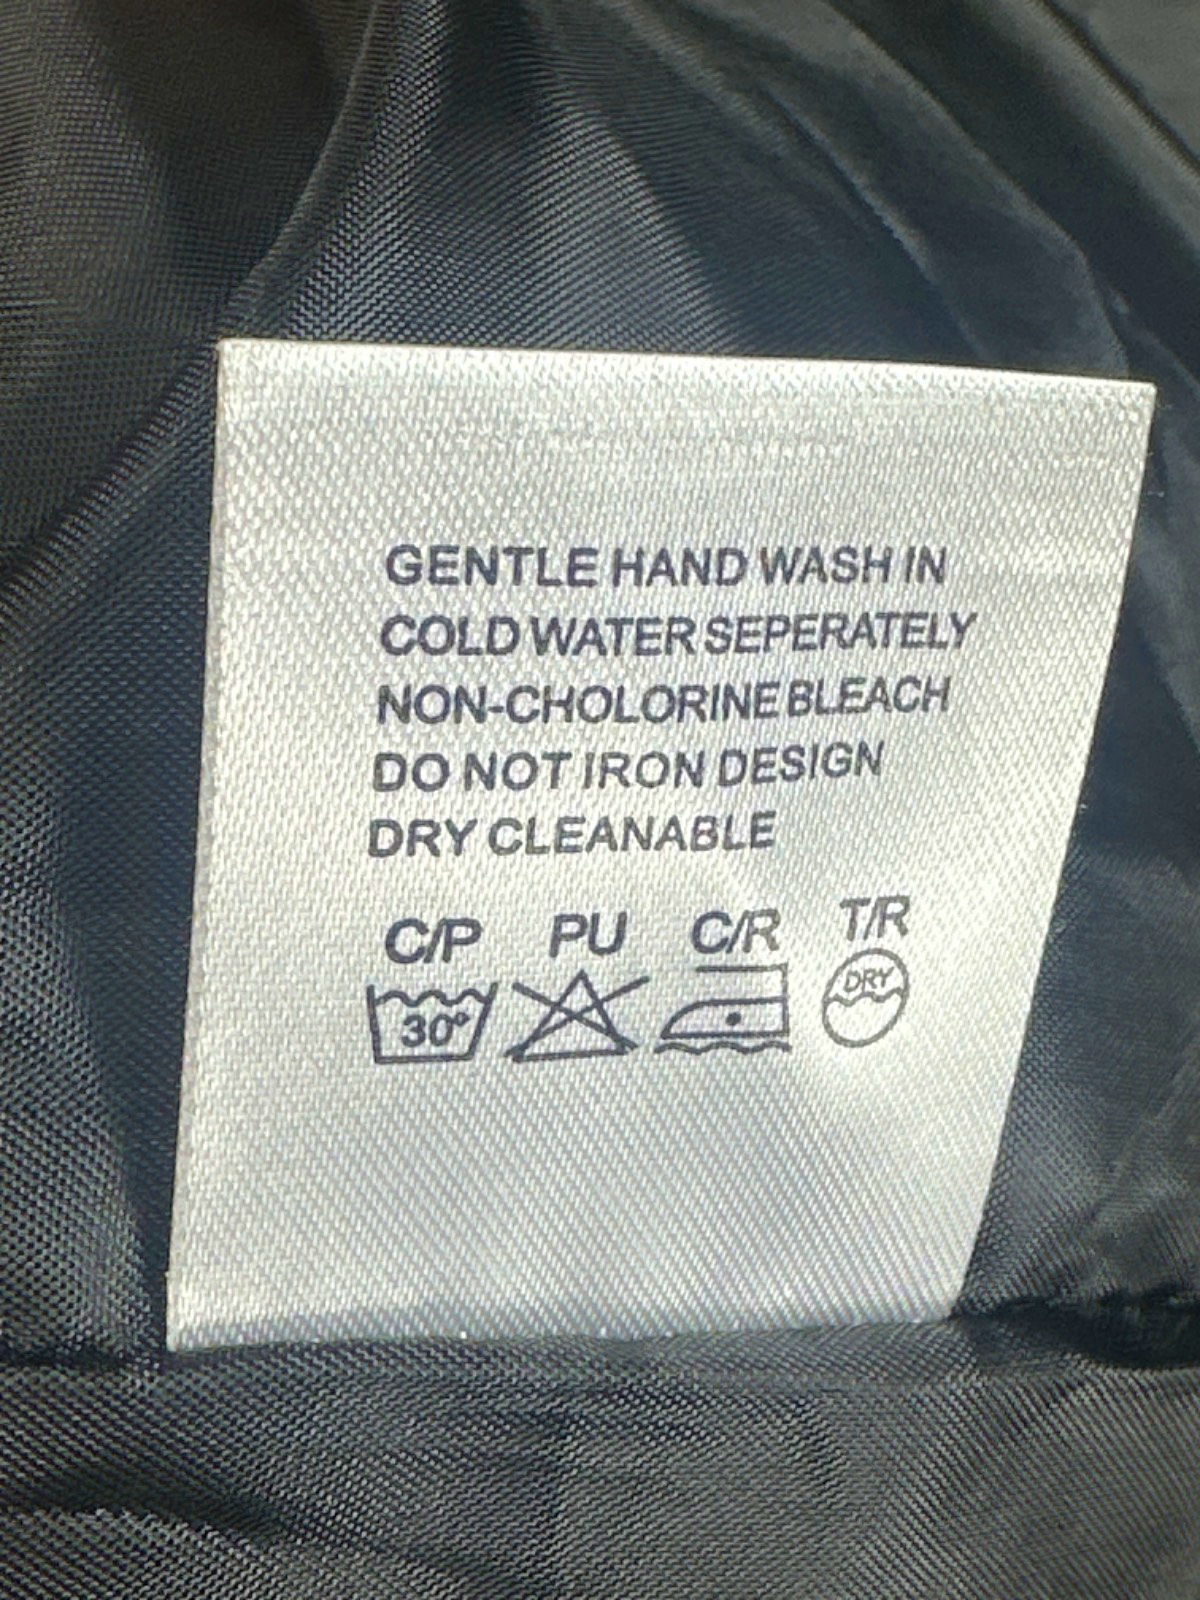 GENTLE HAND WASH IN
COLD WATER SEPERATELY
NON-CHOLORINE BLEACH
DO NOT IRON DESIGN
DRY CLEANABLE
C/P PU C/R T/R
30° DRY